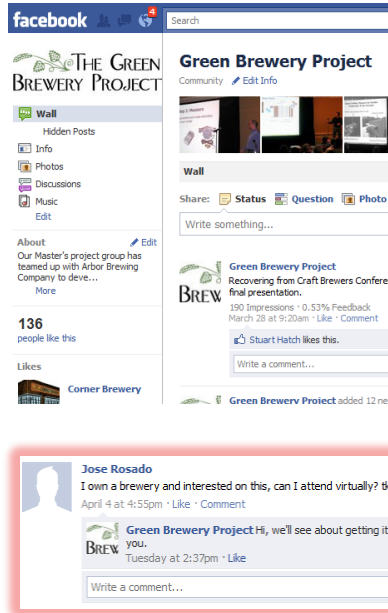 facebook
4
Search
THE GREEN
BREWERY PROJECT
Green Brewery Project
Community Edit Info
Wall
Hidden Posts
Info
Photos
Discussions
Music
Edit
Wall
Share: Status Question Photo
Write something...
About Edit
Our Master's project group has
teamed up with Arbor Brewing
Company to deve...
More
136
people like this
Likes
Corner Brewery
BREW
Green Brewery Project
Recovering from Craft Brewers Confere
final presentation.
190 Impressions · 0.53% Feedback
March 28 at 9:20am · Like · Comment
Stuart Hatch likes this.
Write a comment...
Green Brewery Project added 12 ne
Jose Rosado
I own a brewery and interested on this, can I attend virtually? th
April 4 at 4:55pm · Like · Comment
BREW
Green Brewery Project Hi, we'll see about getting it
you.
Tuesday at 2:37pm · Like
Write a comment...